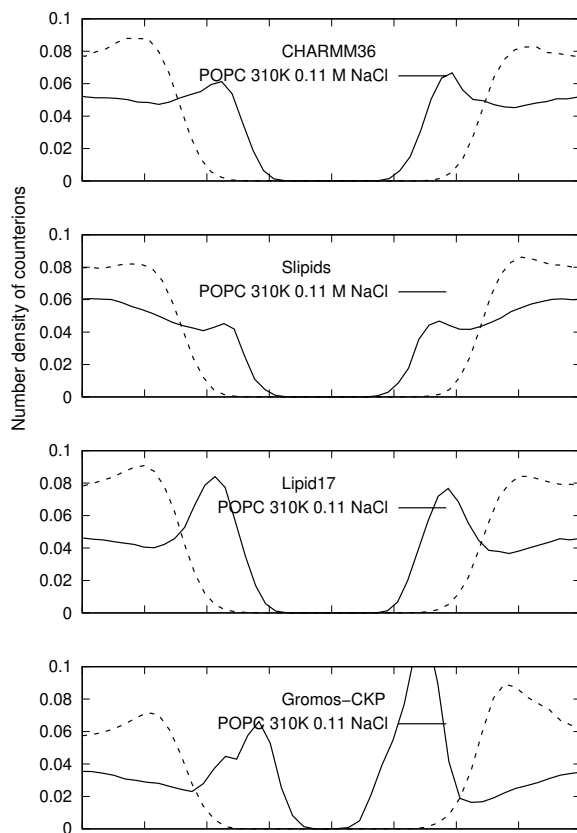 0.1
0.08
0.06
0.04
0.02
0
CHARMM36
POPC 310K 0.11 M NaCl
Number density of counterions
0.1
0.08
0.06
0.04
0.02
0
Slipids
POPC 310K 0.11 M NaCl
0.1
0.08
0.06
0.04
0.02
0
Lipid17
POPC 310K 0.11 NaCl
0.1
0.08
0.06
0.04
0.02
0
Gromos-CKP
POPC 310K 0.11 NaCl